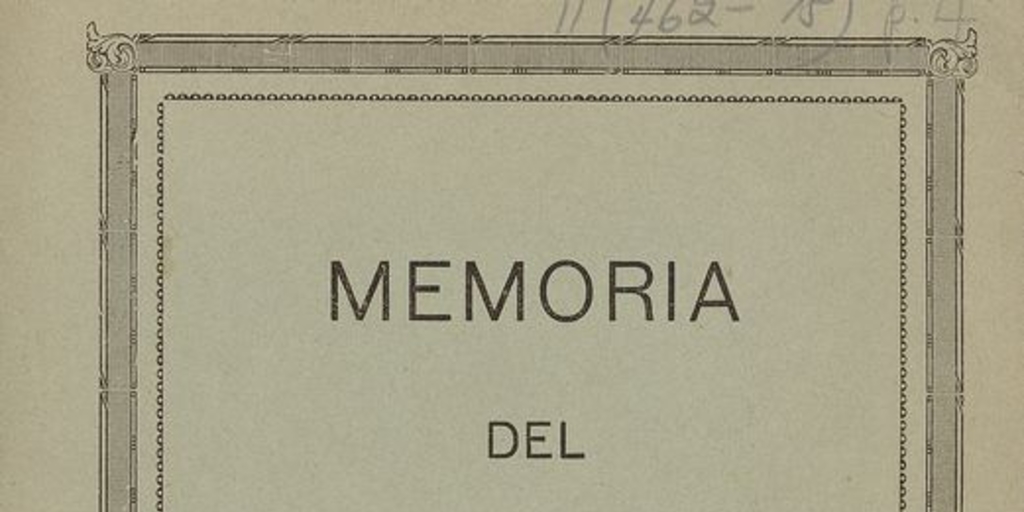 11(462-15) p. 4
MEMORIA
DEL